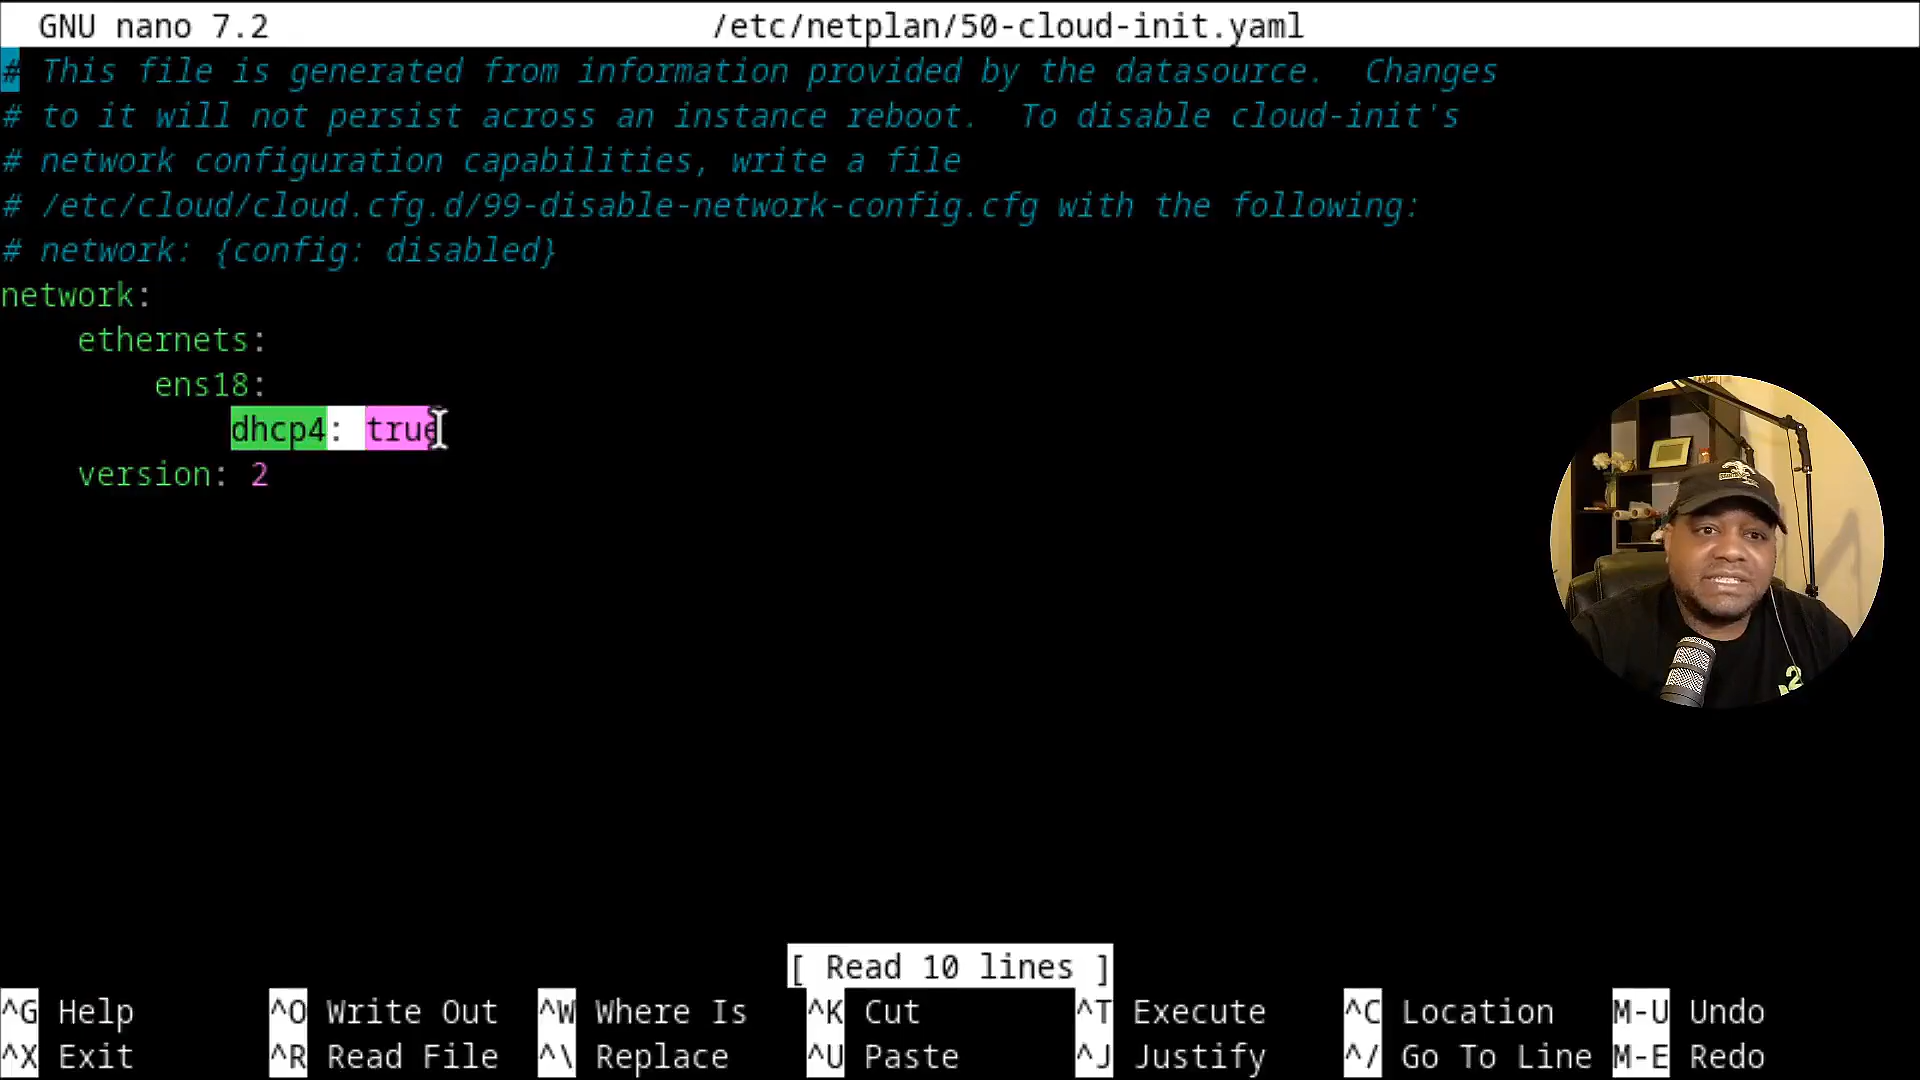 GNU nano 7.2 /etc/netplan/50-cloud-init.yaml
# This file is generated from information provided by the datasource.  Changes
# to it will not persist across an instance reboot.  To disable cloud-init's
# network configuration capabilities, write a file
# /etc/cloud/cloud.cfg.d/99-disable-network-config.cfg with the following:
# network: {config: disabled}
network:
    ethernets:
        ens18:
            dhcp4: true
    version: 2
[ Read 10 lines ]
^G Help ^O Write Out ^W Where Is ^K Cut ^T Execute ^C Location M-U Undo
^X Exit ^R Read File ^\ Replace ^U Paste ^J Justify ^/ Go To Line M-E Redo